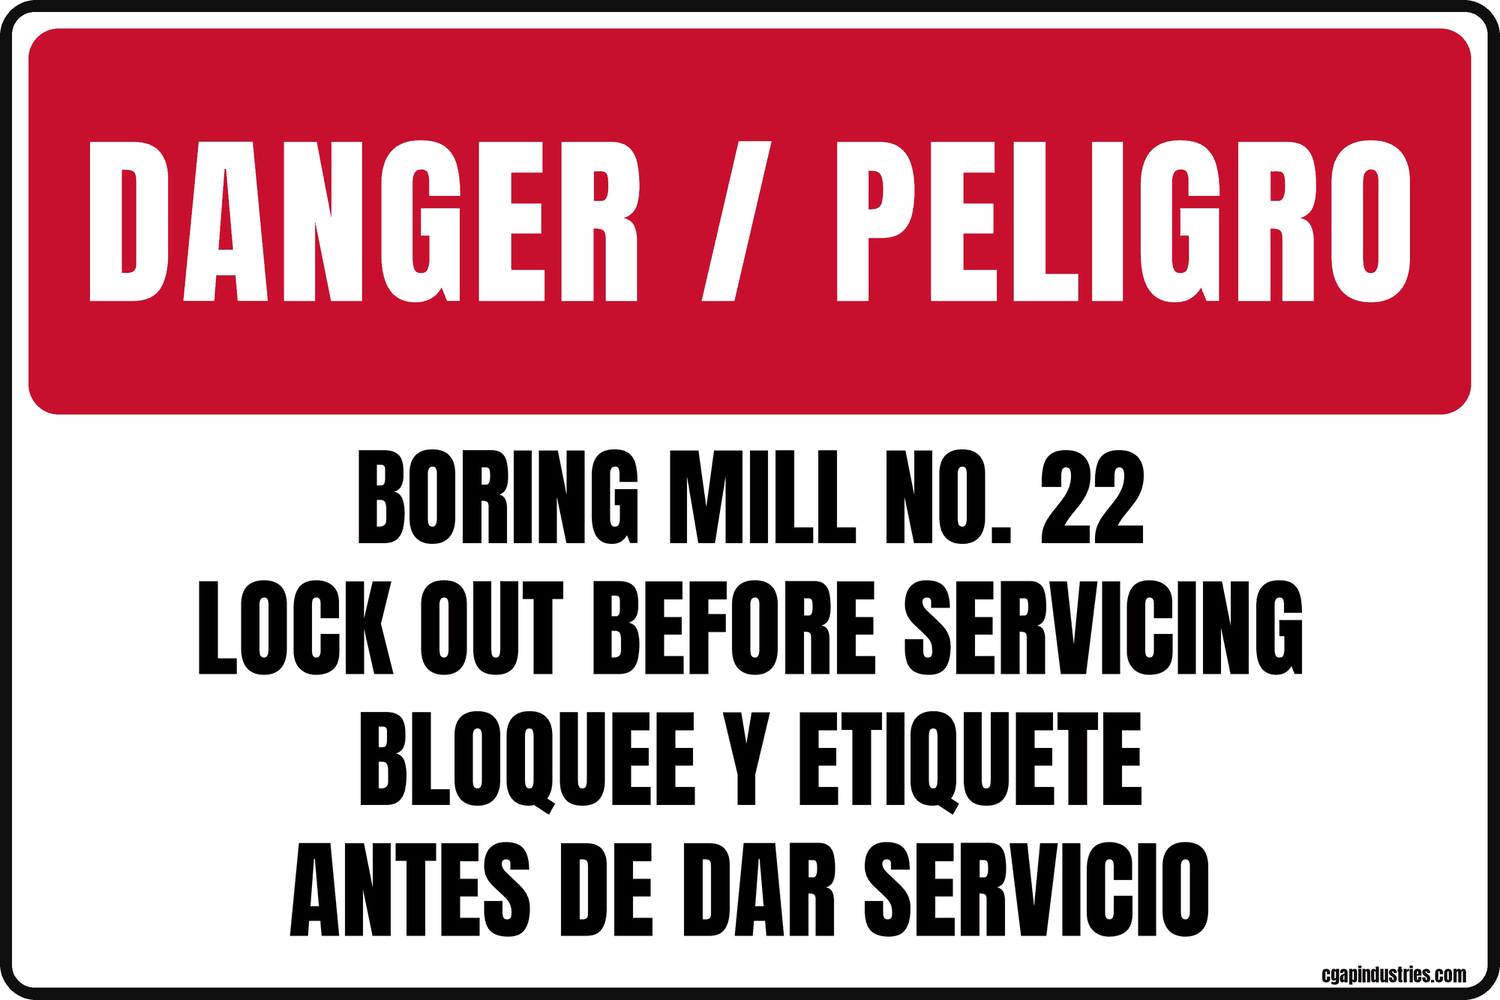 DANGER / PELIGRO
BORING MILL NO. 22
LOCK OUT BEFORE SERVICING
BLOQUEE Y ETIQUETE
ANTES DE DAR SERVICIO
cgapindustries.com